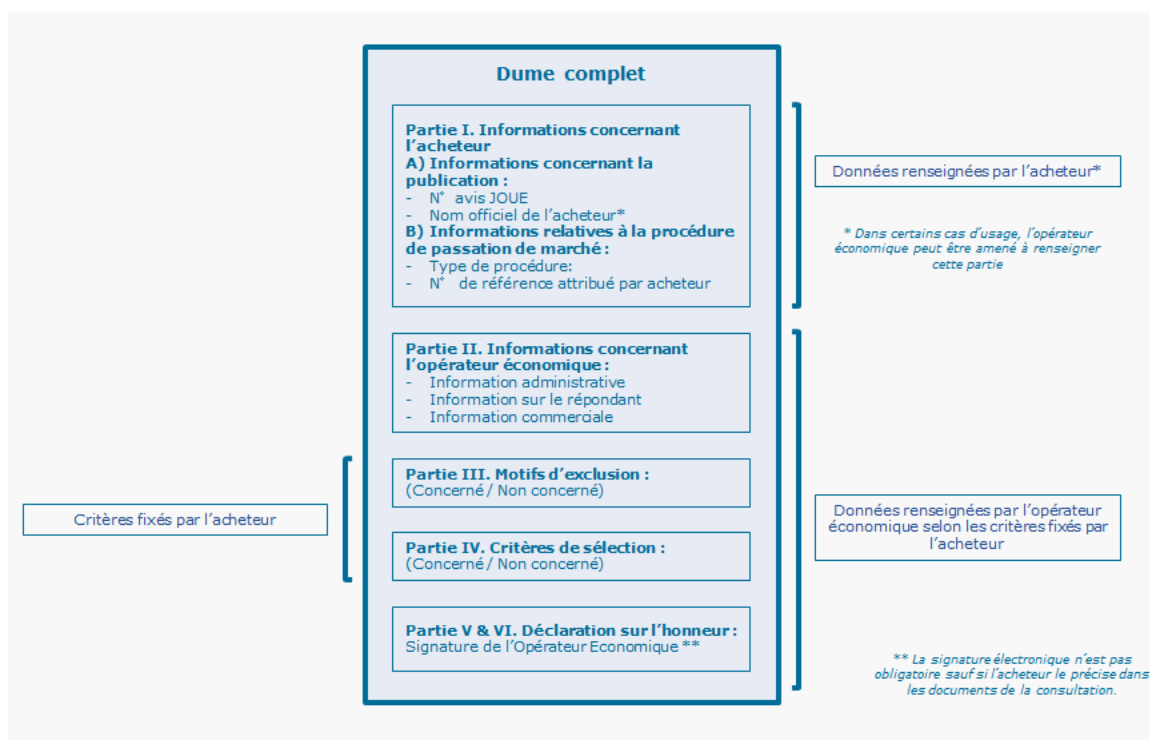 Dume complet
Partie I. Informations concernant
l'acheteur
A) Informations concernant la
publication :
- N° avis JOUE
- Nom officiel de l'acheteur*
B) Informations relatives à la procédure
de passation de marché :
- Type de procédure:
- N° de référence attribué par acheteur
Données renseignées par l'acheteur*
* Dans certains cas d'usage, l'opérateur
économique peut être amené à renseigner
cette partie
Partie II. Informations concernant
l'opérateur économique :
- Information administrative
- Information sur le répondant
- Information commerciale
Partie III. Motifs d'exclusion :
(Concerné / Non concerné)
Critères fixés par l'acheteur
Partie IV. Critères de sélection :
(Concerné / Non concerné)
Données renseignées par l'opérateur
économique selon les critères fixés par
l'acheteur
Partie V & VI. Déclaration sur l'honneur :
Signature de l'Opérateur Economique **
** La signature électronique n'est pas
obligatoire sauf si l'acheteur le précise dans
les documents de la consultation.